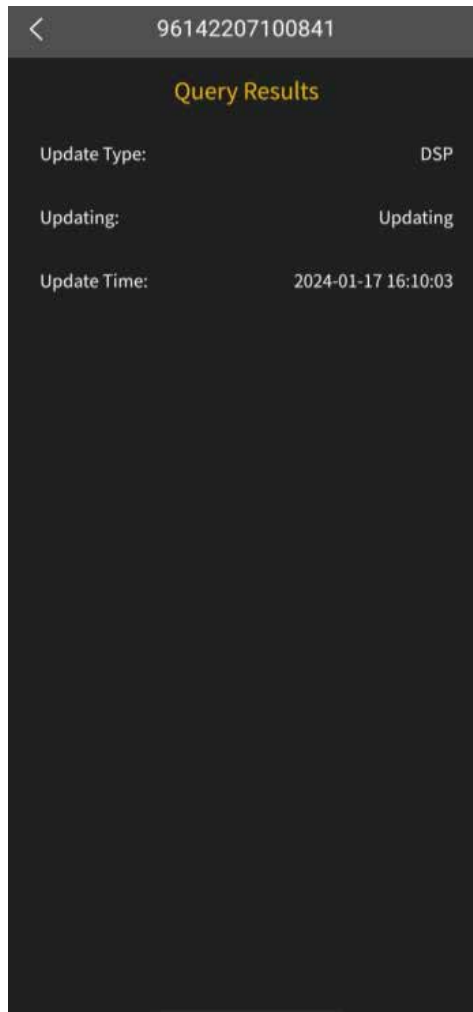 96142207100841
Query Results
Update Type: DSP
Updating: Updating
Update Time: 2024-01-17 16:10:03